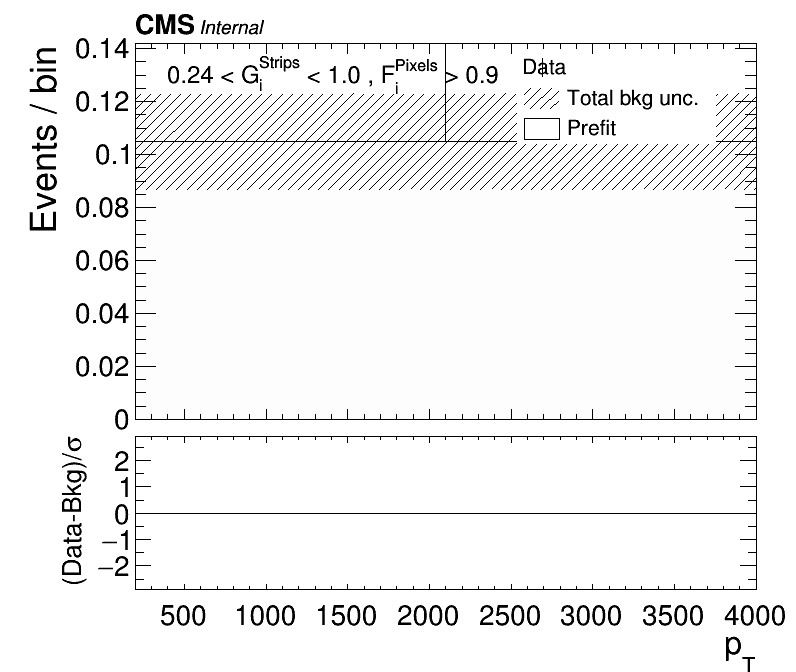 CMS Internal
0.24 < G_i^Strips < 1.0 , F_i^Pixels > 0.9
Data
Total bkg unc.
Prefit
Events / bin
0.14
0.12
0.1
0.08
0.06
0.04
0.02
0
(Data-Bkg)/σ
2
1
0
−1
−2
500 1000 1500 2000 2500 3000 3500 4000
p_T